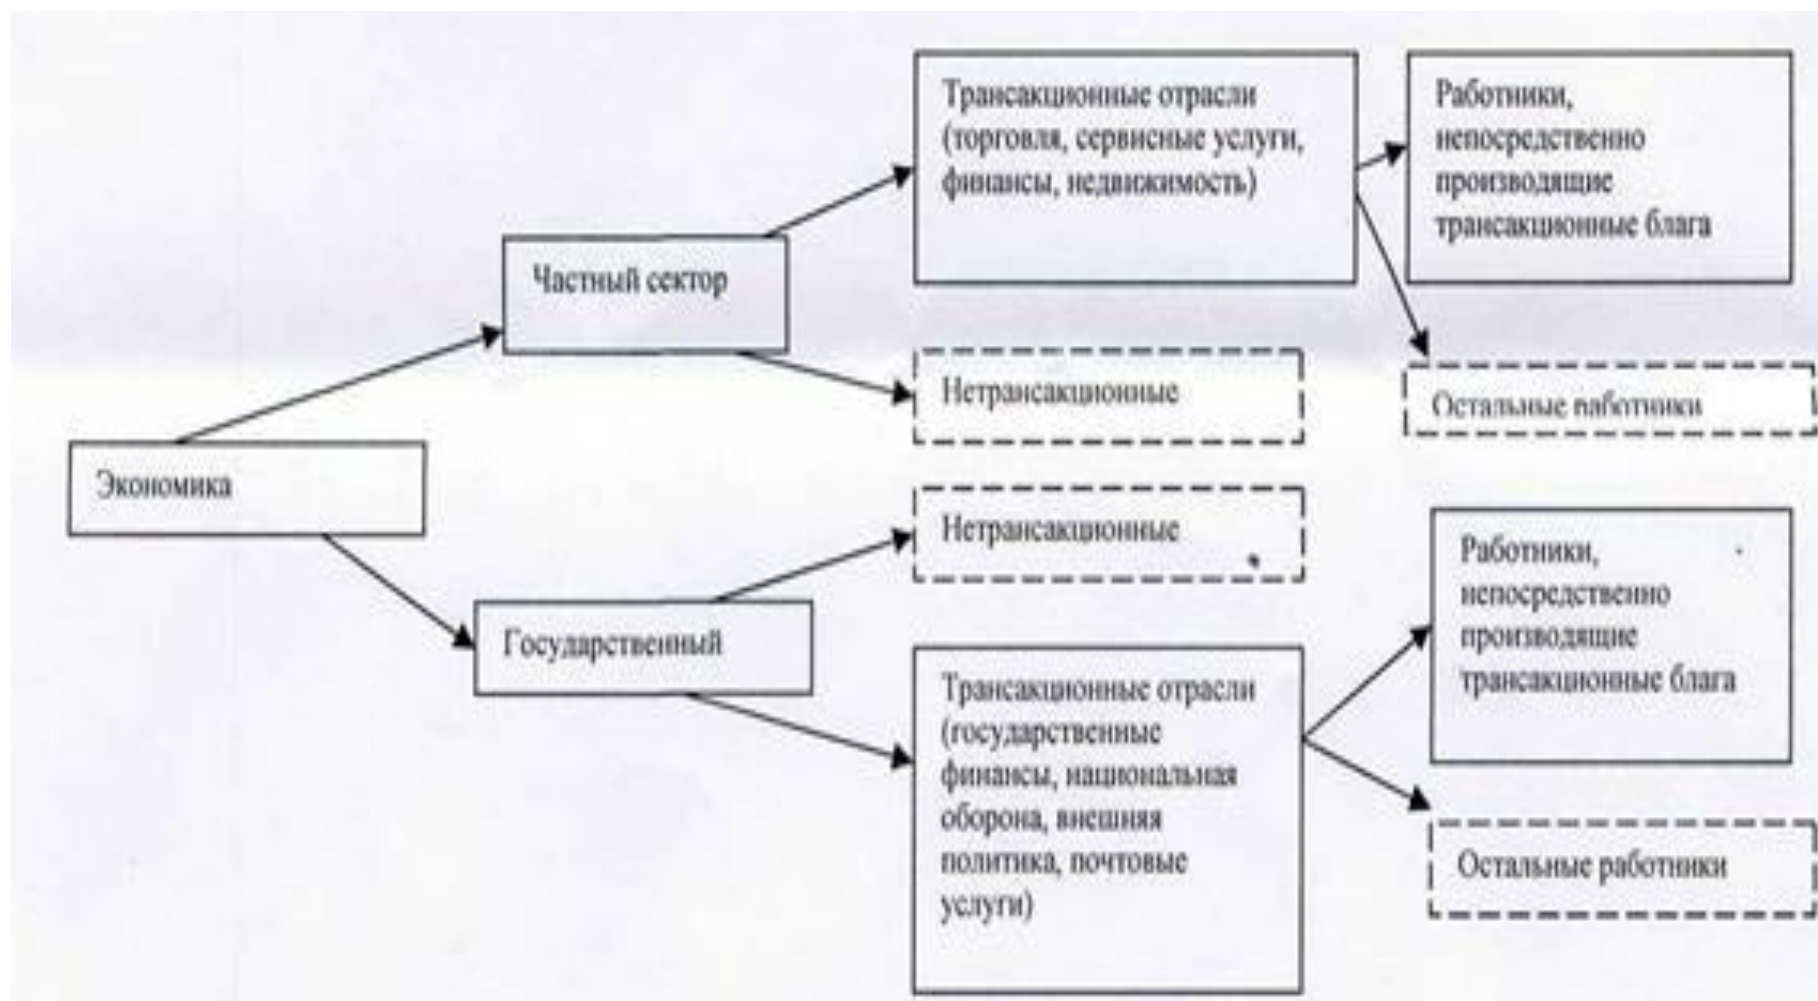 Трансакционные отрасли
(торговля, сервисные услуги,
финансы, недвижимость)
Работники,
непосредственно
производящие
трансакционные блага
Частный сектор
Нетрансакционные
Остальные работники
Экономика
Нетрансакционные
Работники,
непосредственно
производящие
трансакционные блага
Государственный
Трансакционные отрасли
(государственные
финансы, национальная
оборона, внешняя
политика, почтовые
услуги)
Остальные работники